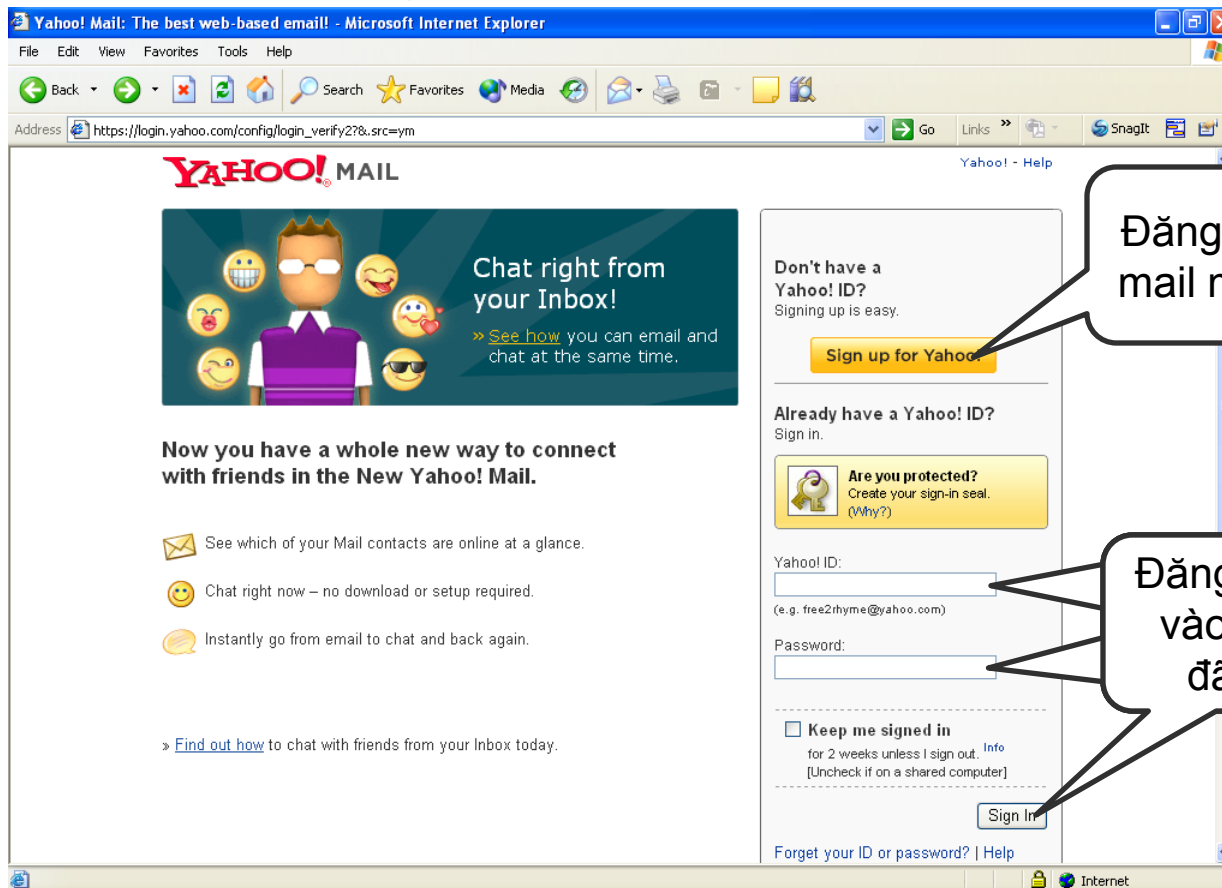 Yahoo! Mail: The best web-based email! - Microsoft Internet Explorer
File Edit View Favorites Tools Help
Back Search Favorites Media
Address https://login.yahoo.com/config/login_verify2?&.src=ym Go Links » SnagIt
YAHOO! MAIL
Yahoo! - Help
Chat right from
your Inbox!
» See how you can email and
chat at the same time.
Now you have a whole new way to connect
with friends in the New Yahoo! Mail.
See which of your Mail contacts are online at a glance.
Chat right now – no download or setup required.
Instantly go from email to chat and back again.
» Find out how to chat with friends from your Inbox today.
Don't have a
Yahoo! ID?
Signing up is easy.
Sign up for Yahoo!
Already have a Yahoo! ID?
Sign in.
Are you protected?
Create your sign-in seal.
(Why?)
Yahoo! ID:
(e.g. free2rhyme@yahoo.com)
Password:
Keep me signed in
for 2 weeks unless I sign out. Info
[Uncheck if on a shared computer]
Sign In
Forget your ID or password? | Help
Đăng
mail
Đăng
vào
Internet